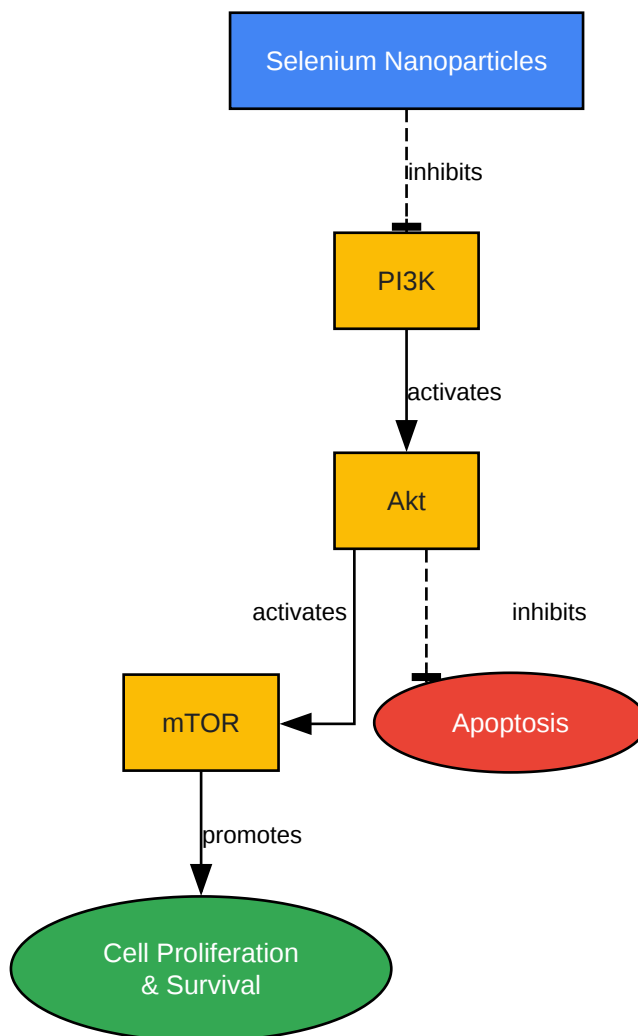 Selenium Nanoparticles
inhibits
PI3K
activates
Akt
activates
inhibits
mTOR
Apoptosis
promotes
Cell Proliferation
& Survival